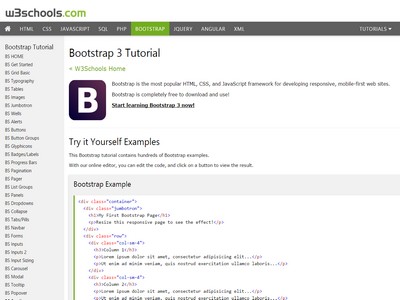 w3schools.com
HTML CSS JAVASCRIPT SQL PHP BOOTSTRAP JQUERY ANGULAR XML TUTORIALS
Bootstrap Tutorial
BS HOME
BS Get Started
BS Grid Basic
BS Typography
BS Tables
BS Images
BS Jumbotron
BS Wells
BS Alerts
BS Buttons
BS Button Groups
BS Glyphicons
BS Badges/Labels
BS Progress Bars
BS Pagination
BS Pager
BS List Groups
BS Panels
BS Dropdowns
BS Collapse
BS Tabs/Pills
BS Navbar
BS Forms
BS Inputs
BS Inputs 2
BS Input Sizing
BS Carousel
BS Modal
BS Tooltip
BS Popover
Bootstrap 3 Tutorial
« W3Schools Home
B
Bootstrap is the most popular HTML, CSS, and JavaScript framework for developing responsive, mobile-first web sites.
Bootstrap is completely free to download and use!
Start learning Bootstrap 3 now!
Try it Yourself Examples
This Bootstrap tutorial contains hundreds of Bootstrap examples.
With our online editor, you can edit the code, and click on a button to view the result.
Bootstrap Example
<div class="container">
<div class="jumbotron">
<h1>My First Bootstrap Page</h1>
<p>Resize this responsive page to see the effect!</p>
</div>
<div class="row">
<div class="col-sm-4">
<h3>Column 1</h3>
<p>Lorem ipsum dolor sit amet, consectetur adipisicing elit...</p>
<p>Ut enim ad minim veniam, quis nostrud exercitation ullamco laboris...</p>
</div>
<div class="col-sm-4">
<h3>Column 2</h3>
<p>Lorem ipsum dolor sit amet, consectetur adipisicing elit...</p>
<p>Ut enim ad minim veniam, quis nostrud exercitation ullamco laboris...</p>